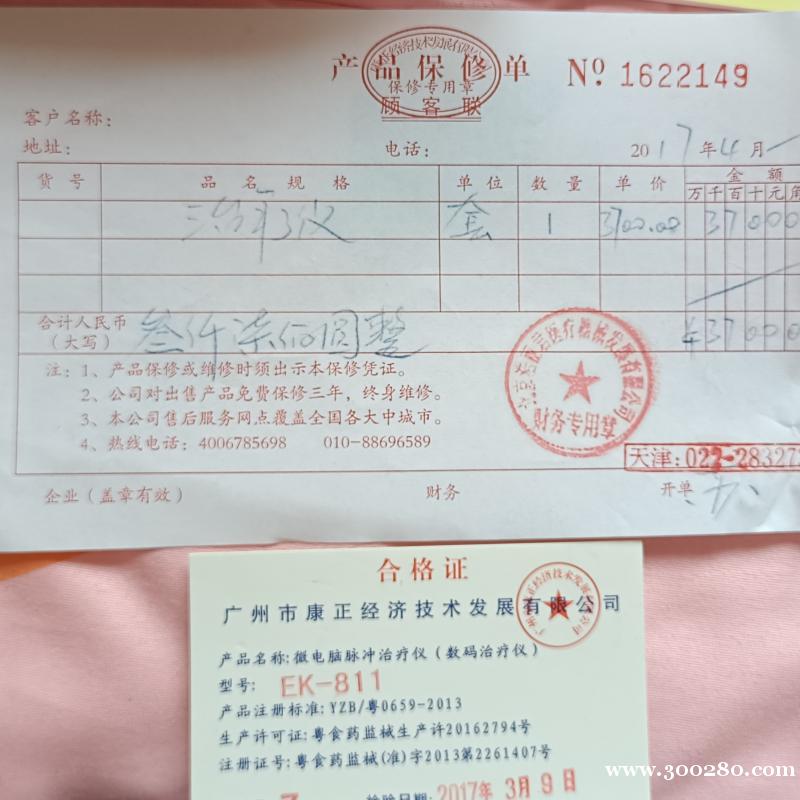 产品保修单 No 1622149
保修专用章
顾客联
客户名称：
地址： 电话： 2017年4月
货号 品名规格 单位 数量 单价 金额
万千百十元角
治疗仪 套 1 3700.00 37000
合计人民币
(大写) 叁仟柒佰圆整 ¥37000
注：1、产品保修或维修时须出示本保修凭证。
2、公司对出售产品免费保修三年，终身维修。
3、本公司售后服务网点覆盖全国各大中城市。
4、热线电话：4006785698 010-88696589
财务专用章
天津：022-28327
企业（盖章有效） 财务 开单
合格证
广州市康正经济技术发展有限公司
产品名称：微电脑脉冲治疗仪（数码治疗仪）
型号：EK-811
产品注册标准：YZB/粤0659-2013
生产许可证：粤食药监械生产许20162794号
注册证号：粤食药监械(准)字2013第2261407号
检验日期：2017年3月9日
www.300280.com